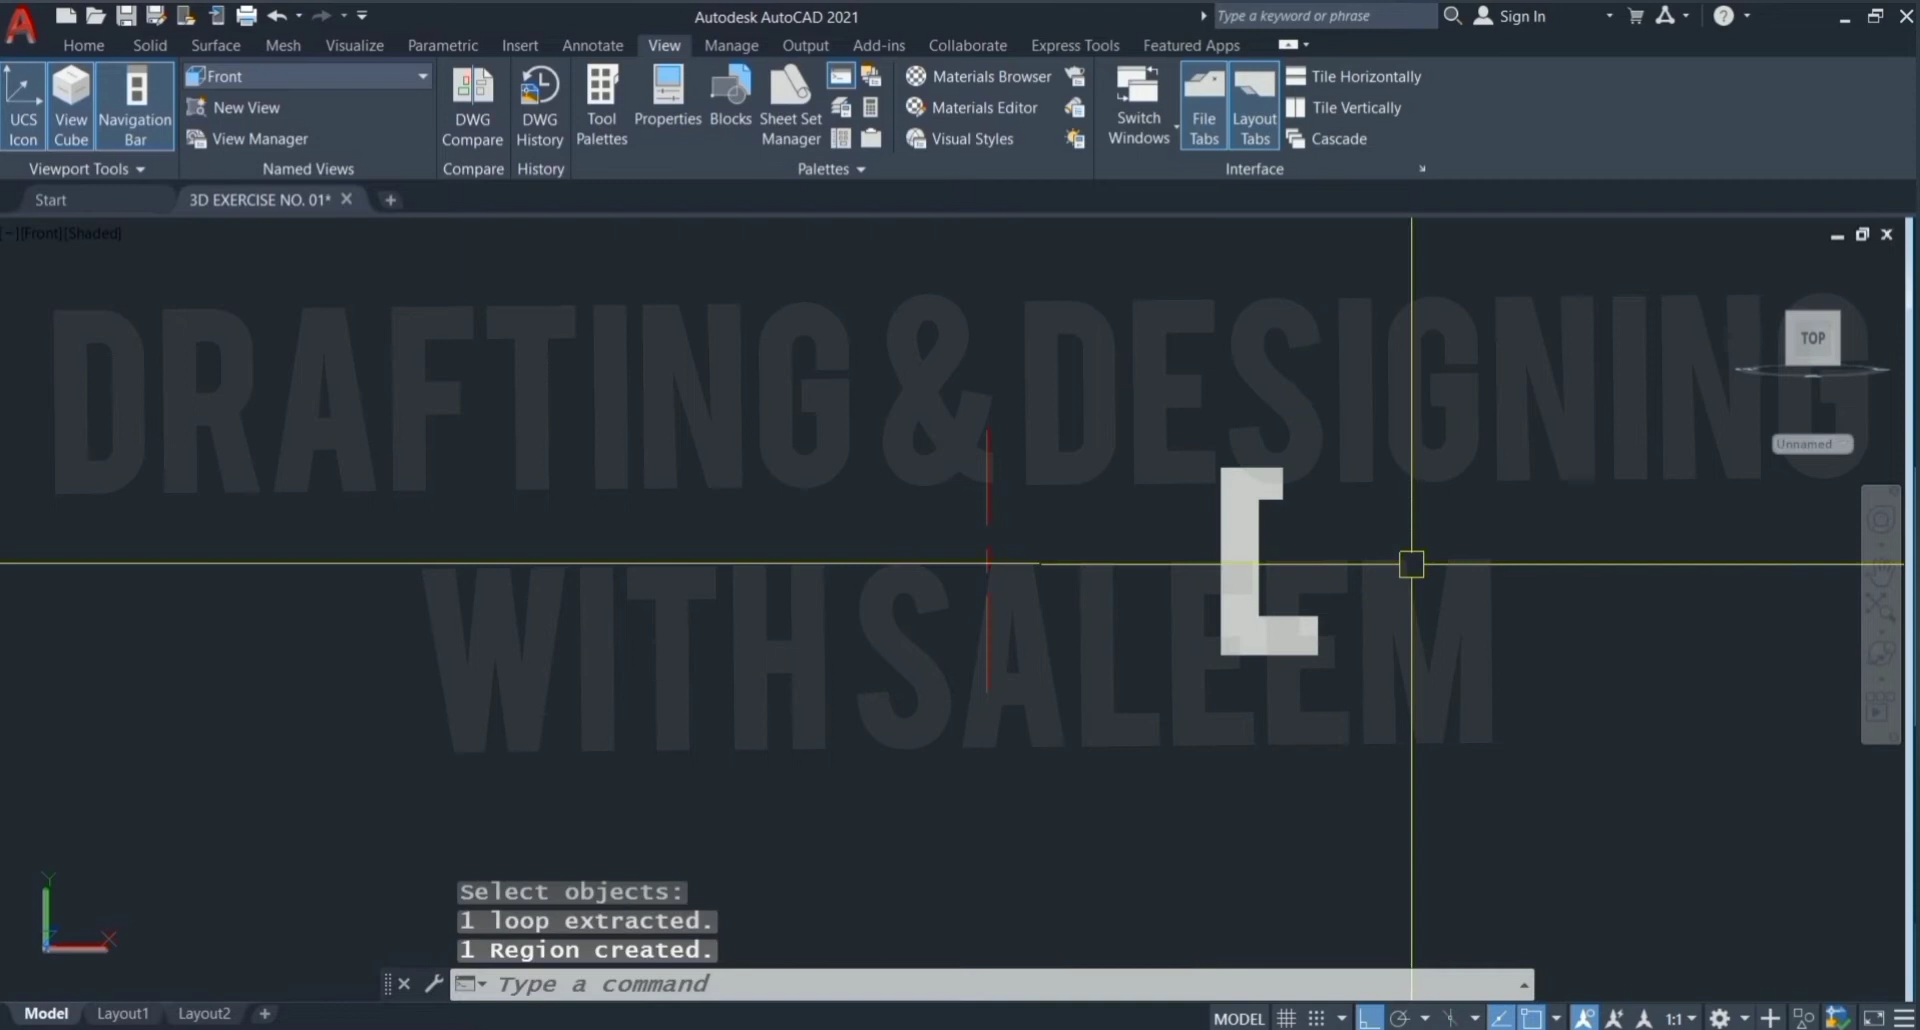 Autodesk AutoCAD 2021
Type a keyword or phrase
Sign In
Home Solid Surface Mesh Visualize Parametric Insert Annotate View Manage Output Add-ins Collaborate Express Tools Featured Apps
UCS Icon
View Cube
Navigation Bar
Front
New View
View Manager
DWG Compare
DWG History
Tool Palettes
Properties
Blocks
Sheet Set Manager
Materials Browser
Materials Editor
Visual Styles
Switch Windows
File Tabs
Layout Tabs
Tile Horizontally
Tile Vertically
Cascade
Viewport Tools Named Views Compare History Palettes Interface
Start 3D EXERCISE NO. 01*
[−][Front][Shaded]
DRAFTING & DESIGNING
WITH SALEEM
TOP
Unnamed
Y
X
Select objects:
1 loop extracted.
1 Region created.
Type a command
Model Layout1 Layout2
MODEL 1:1